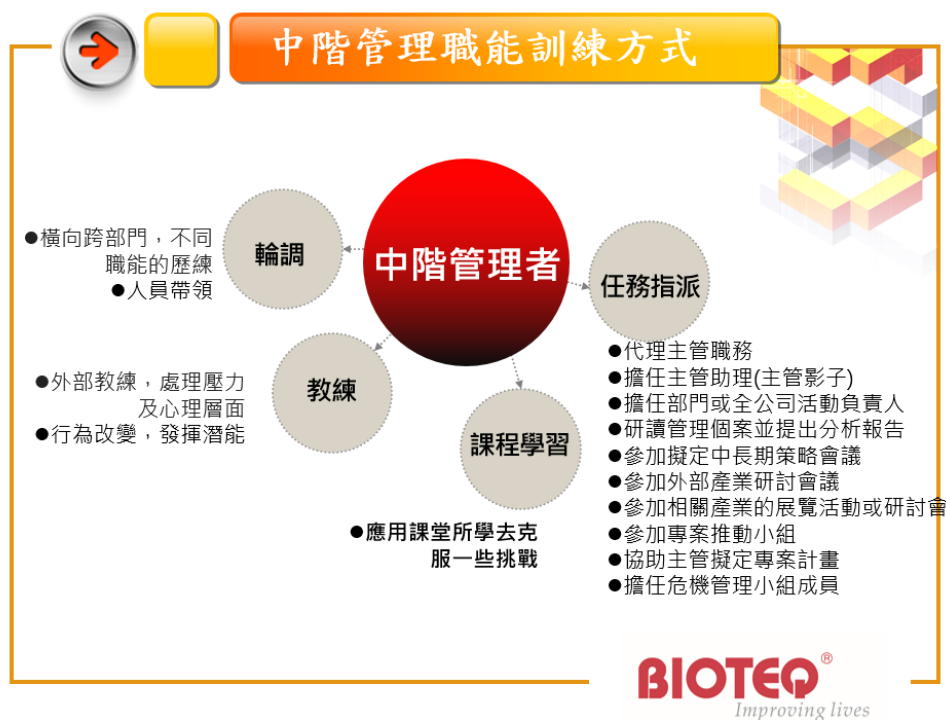 中階管理職能訓練方式
中階管理者
輪調
●橫向跨部門，不同
職能的歷練
●人員帶領
教練
●外部教練，處理壓力
及心理層面
●行為改變，發揮潛能
課程學習
●應用課堂所學去克
服一些挑戰
任務指派
●代理主管職務
●擔任主管助理(主管影子)
●擔任部門或全公司活動負責人
●研讀管理個案並提出分析報告
●參加擬定中長期策略會議
●參加外部產業研討會議
●參加相關產業的展覽活動或研討會
●參加專案推動小組
●協助主管擬定專案計畫
●擔任危機管理小組成員
BIOTEQ®
Improving lives